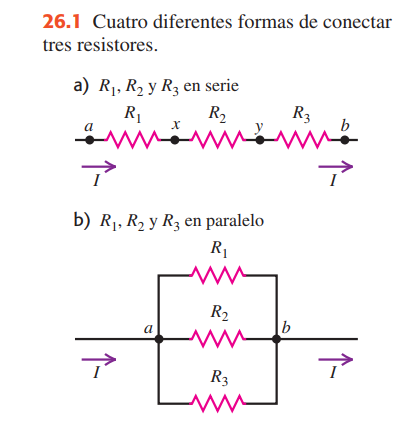 26.1 Cuatro diferentes formas de conectar
tres resistores.
a) R₁, R₂ y R₃ en serie
R₁ R₂ R₃
a x y b
I I
b) R₁, R₂ y R₃ en paralelo
R₁
R₂
a b
I I
R₃